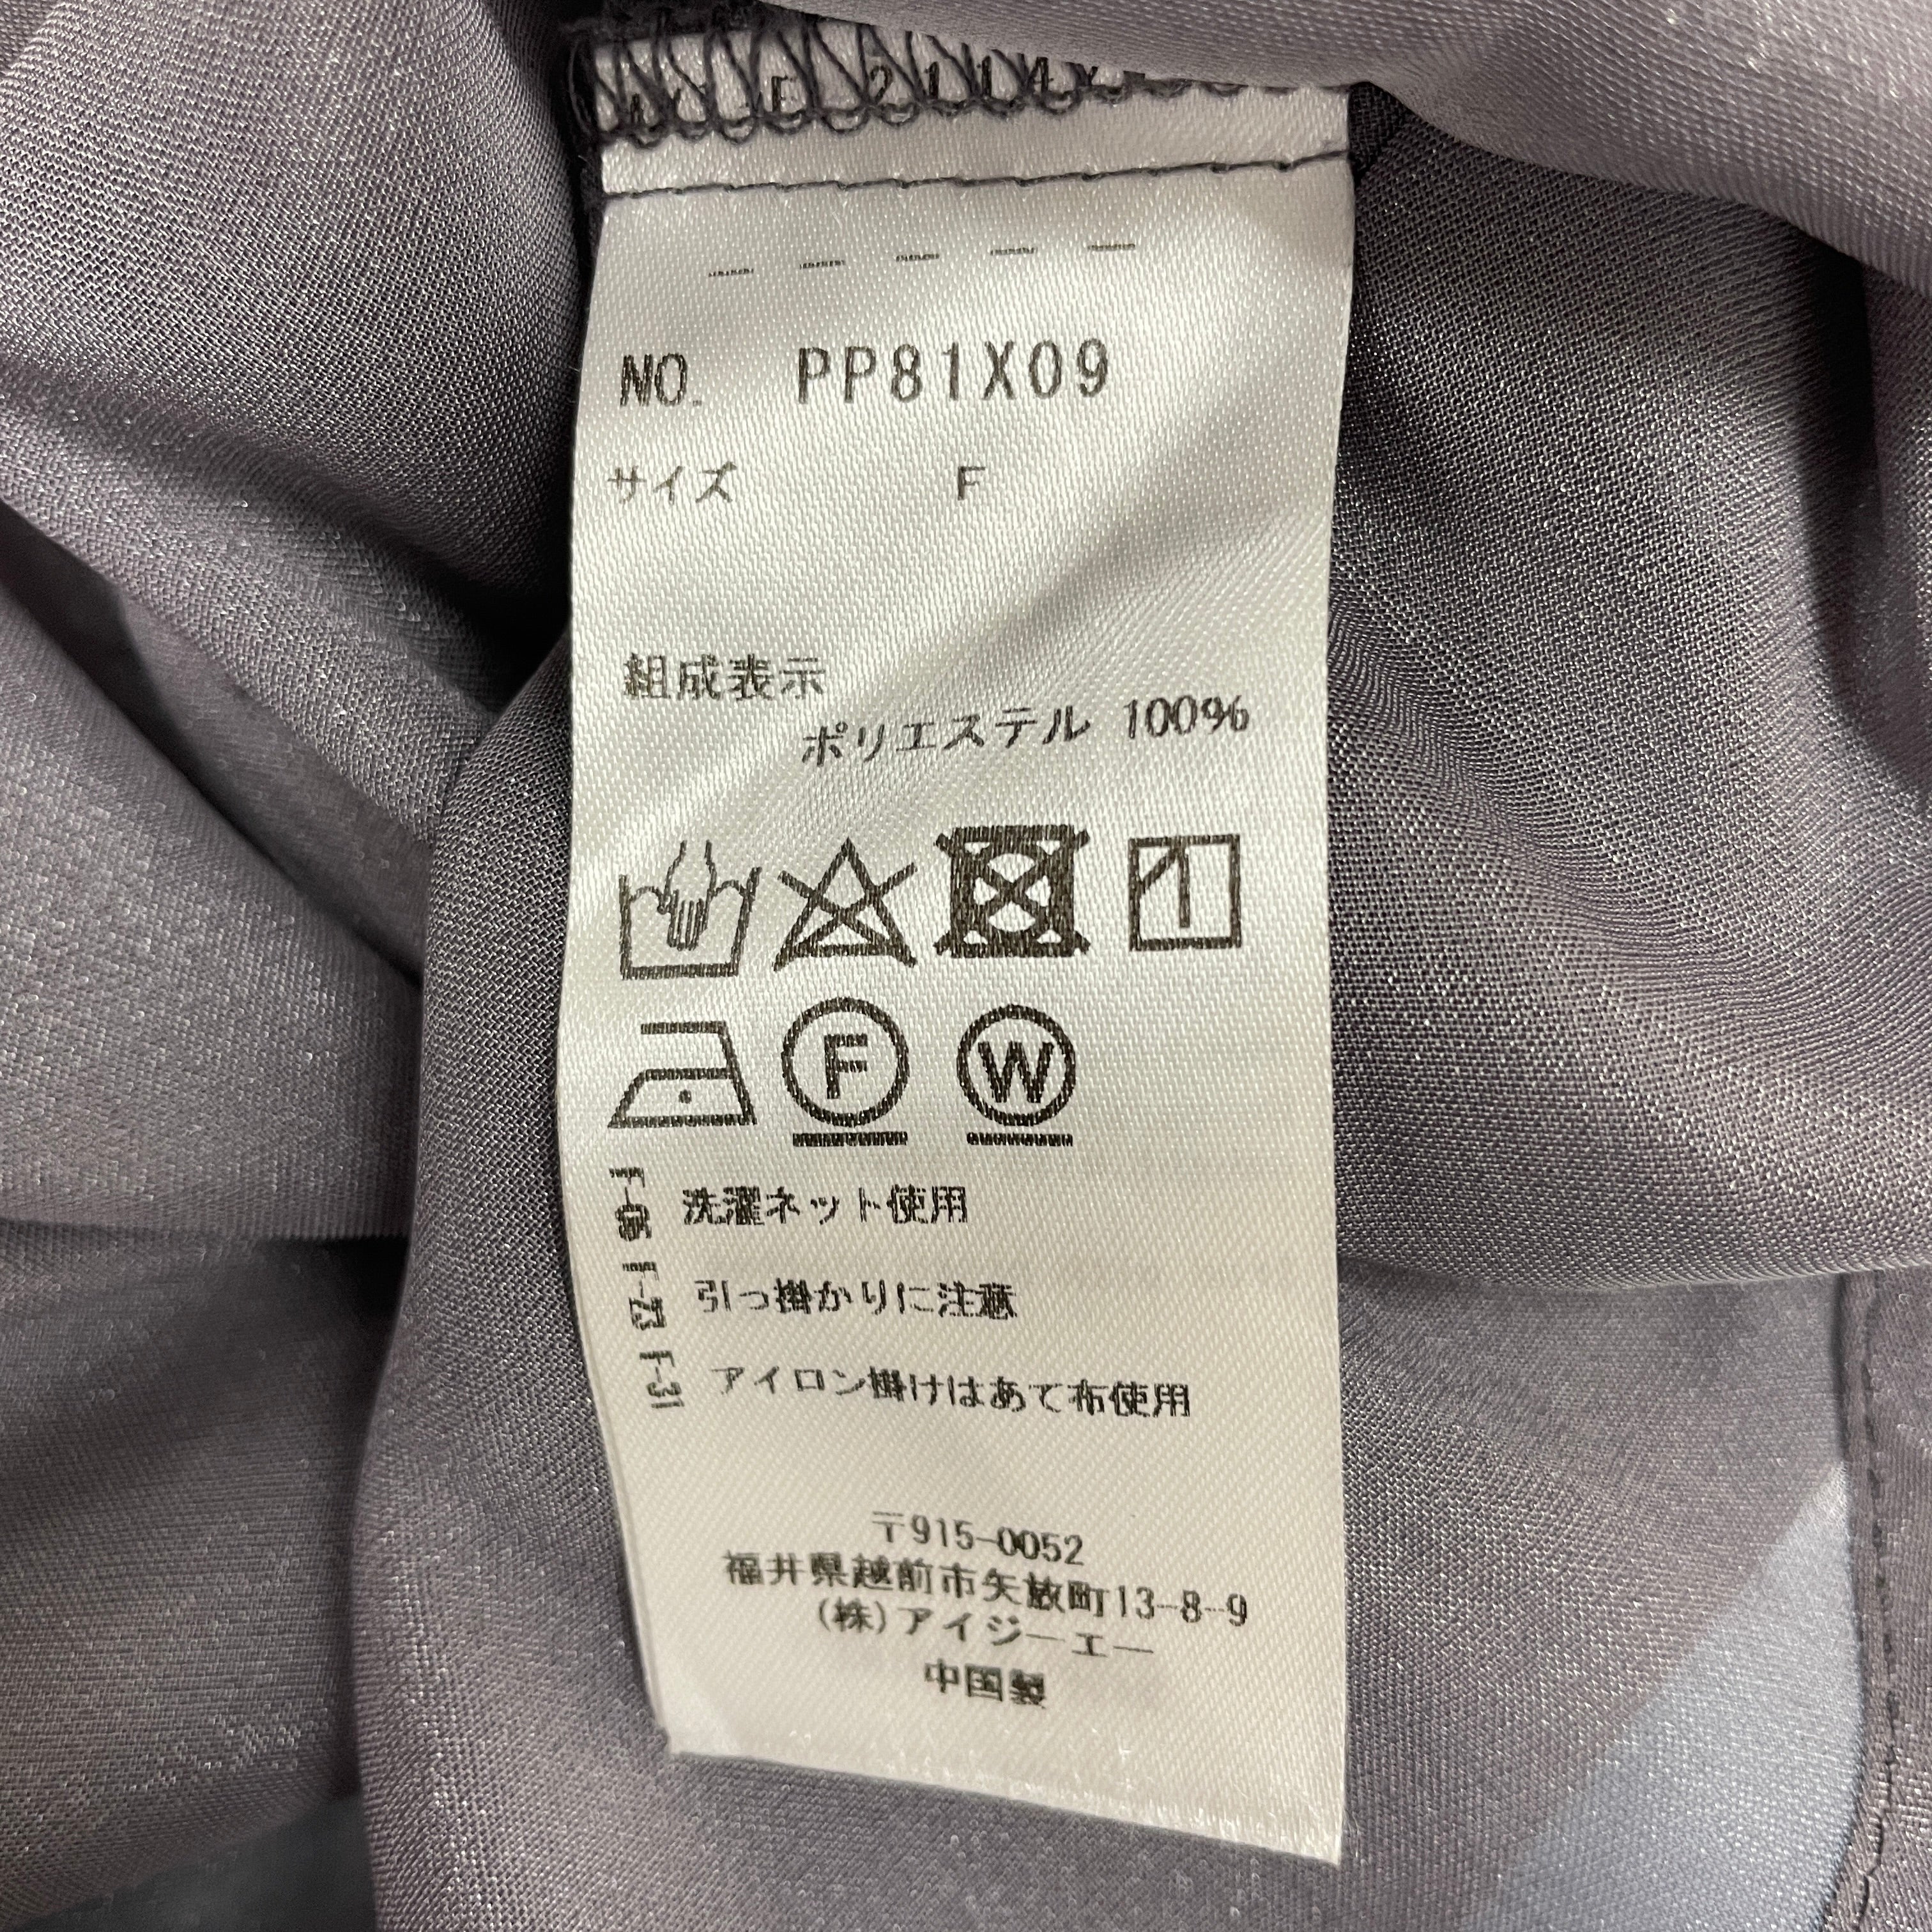 NO. PP81X09
サイズ F
組成表示
ポリエステル 100%
F
W
F-06 洗濯ネット使用
F-23 引っ掛かりに注意
F-31 アイロン掛けはあて布使用
〒915-0052
福井県越前市矢放町13-8-9
(株)アイジーエー
中国製